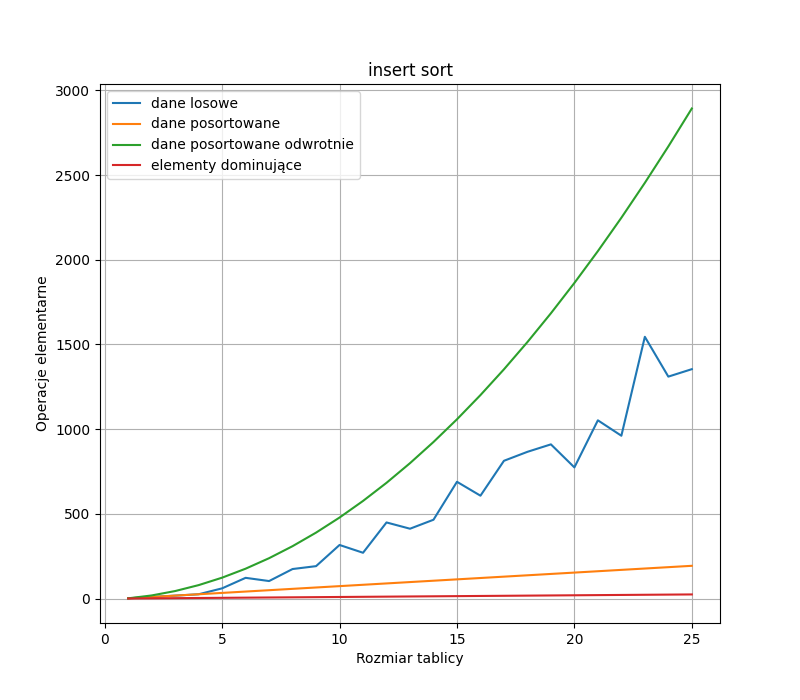 insert sort
dane losowe
dane posortowane
dane posortowane odwrotnie
elementy dominujące
Operacje elementarne
3000
2500
2000
1500
1000
500
0
0 5 10 15 20 25
Rozmiar tablicy